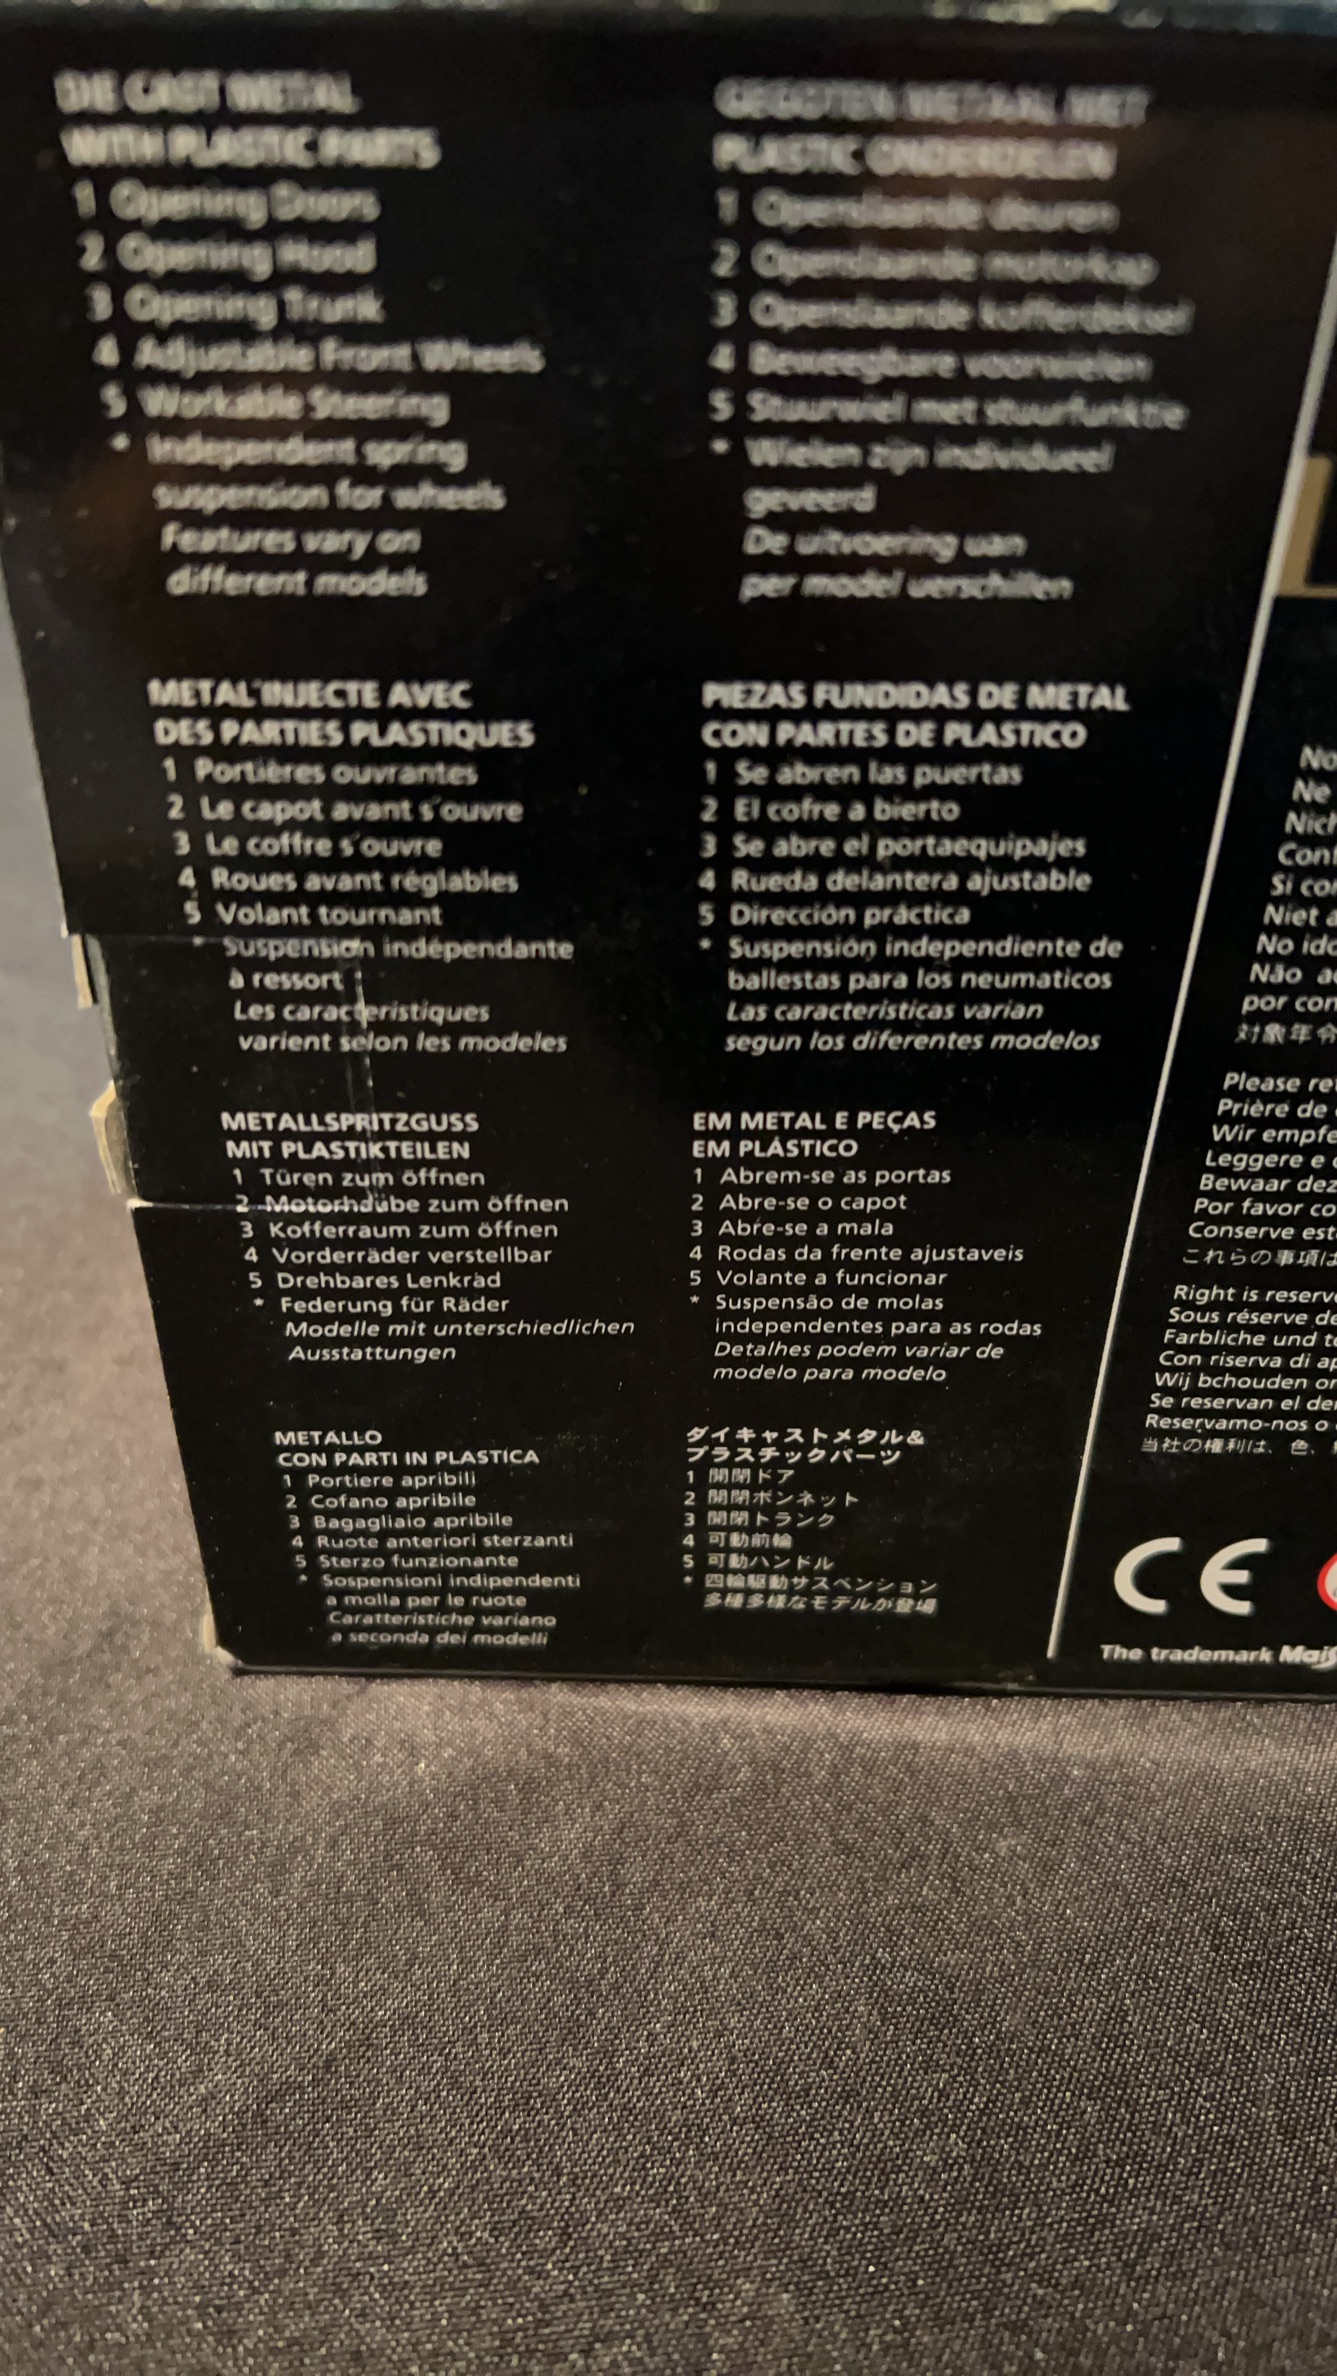 DIE CAST METAL
WITH PLASTIC PARTS
1 Opening Doors
2 Opening Hood
3 Opening Trunk
4 Adjustable Front Wheels
5 Workable Steering
* Independent spring
suspension for wheels
Features vary on
different models
METAL INJECTE AVEC
DES PARTIES PLASTIQUES
1 Portières ouvrantes
2 Le capot avant s'ouvre
3 Le coffre s'ouvre
4 Roues avant réglables
5 Volant tournant
* Suspension indépendante
à ressort
Les caracteristiques
varient selon les modeles
METALLSPRITZGUSS
MIT PLASTIKTEILEN
1 Türen zum öffnen
2 Motorhaube zum öffnen
3 Kofferraum zum öffnen
4 Vorderräder verstellbar
5 Drehbares Lenkrad
* Federung für Räder
Modelle mit unterschiedlichen
Ausstattungen
METALLO
CON PARTI IN PLASTICA
1 Portiere apribili
2 Cofano apribile
3 Bagagliaio apribile
4 Ruote anteriori sterzanti
5 Sterzo funzionante
* Sospensioni indipendenti
a molla per le ruote
Caratteristiche variano
a seconda dei modelli
GEGOTEN METAAL MET
PLASTIC ONDERDELEN
1 Openslaande deuren
2 Openslaande motorkap
3 Openslaande kofferdeksel
4 Beweegbare voorwielen
5 Stuurwiel met stuurfunktie
* Wielen zijn individueel
geveerd
De uitvoering van
per model verschillen
PIEZAS FUNDIDAS DE METAL
CON PARTES DE PLASTICO
1 Se abren las puertas
2 El cofre a bierto
3 Se abre el portaequipajes
4 Rueda delantera ajustable
5 Dirección práctica
* Suspensión independiente de
ballestas para los neumaticos
Las caracteristicas varian
segun los diferentes modelos
EM METAL E PEÇAS
EM PLÁSTICO
1 Abrem-se as portas
2 Abre-se o capot
3 Abre-se a mala
4 Rodas da frente ajustaveis
5 Volante a funcionar
* Suspensão de molas
independentes para as rodas
Detalhes podem variar de
modelo para modelo
ダイキャストメタル&
プラスチックパーツ
1 開閉ドア
2 開閉ボンネット
3 開閉トランク
4 可動前輪
5 可動ハンドル
* 四輪駆動サスペンション
多種多様なモデルが登場
No
Ne
Si
Niet
No
Não
por
対象年令
Please
Prière de
Wir
Leggere e
Bewaar
Por favor
Conserve
これらの事項は
Right is
Sous réserve
Farbliche und
Con riserva di
Wij bchouden
Se reservan el
Reservamo-nos o
当社の権利は、色、
CE
The trademark